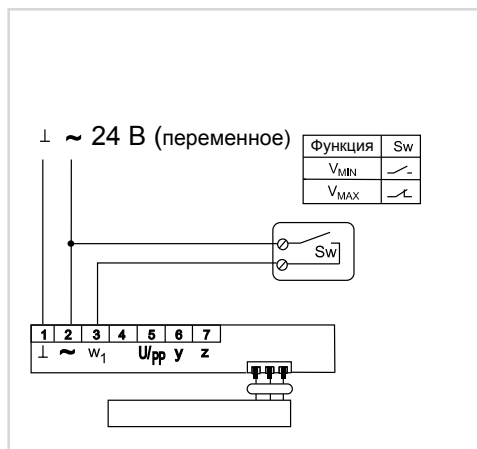 ⊥ ~ 24 В (переменное)
Функция Sw
VMIN
VMAX
Sw
1 2 3 4 5 6 7
⊥ ~ w1 U/pp y z